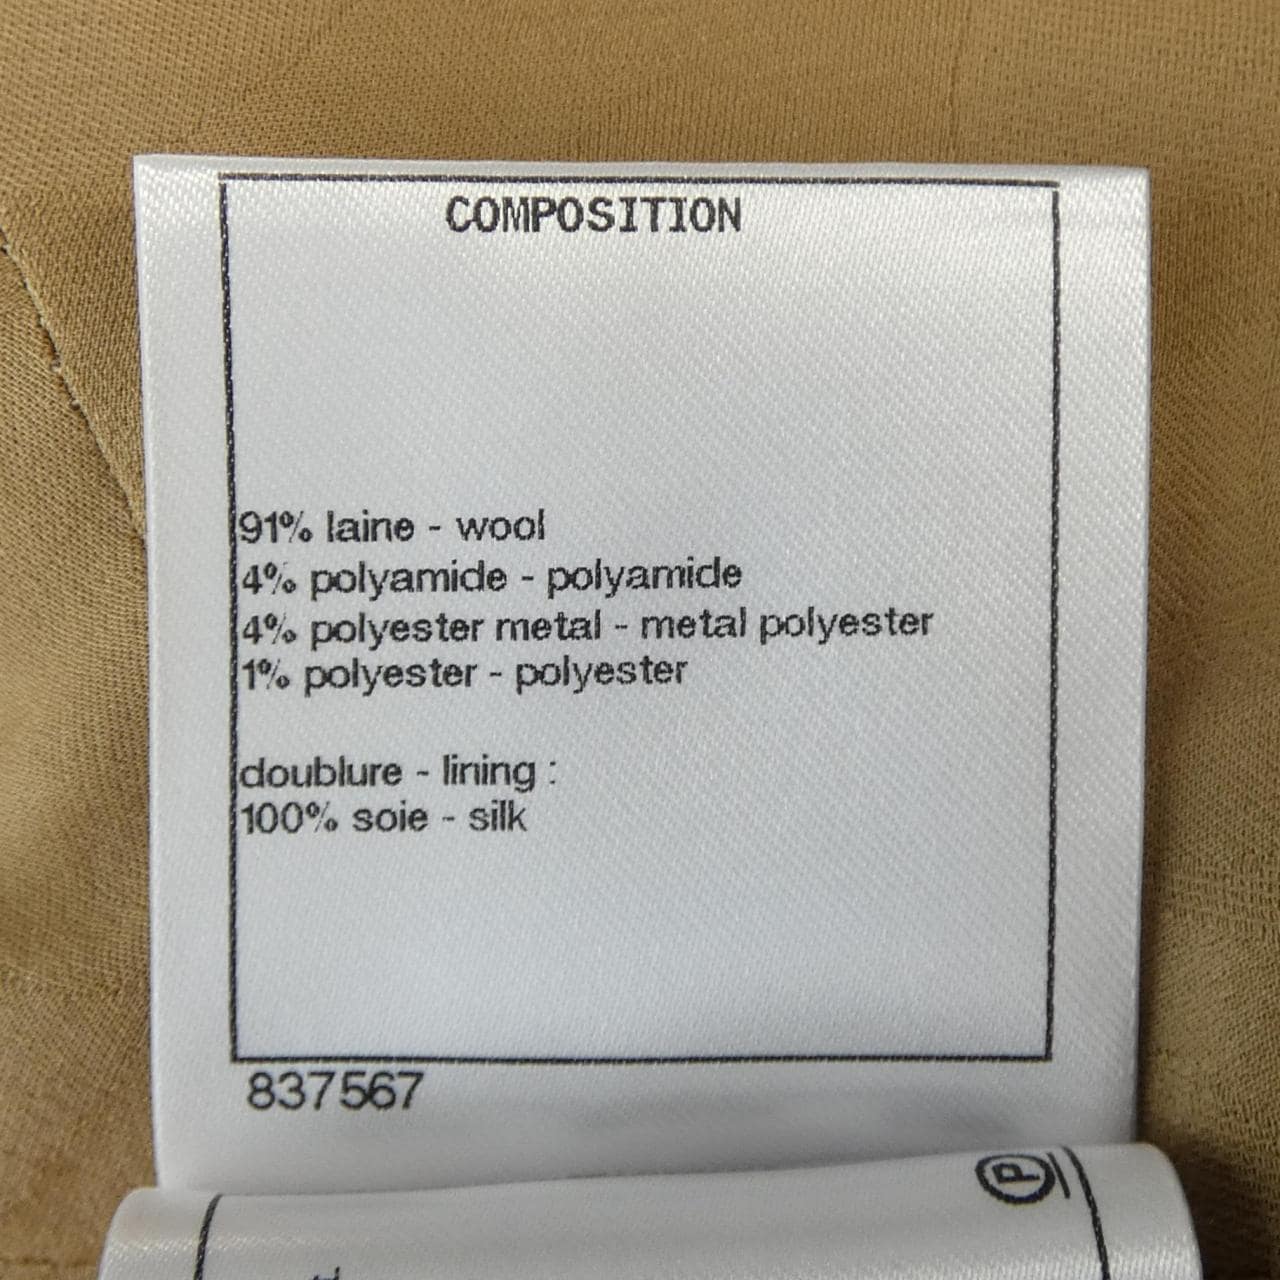 COMPOSITION
91% laine - wool
4% polyamide - polyamide
4% polyester metal - metal polyester
1% polyester - polyester
doublure - lining :
100% soie - silk
837567
P